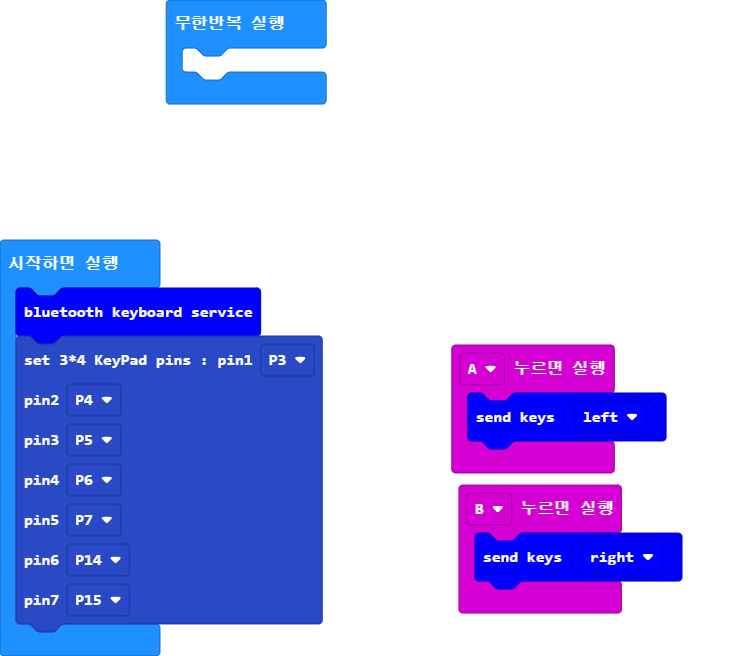 무한반복 실행
시작하면 실행
bluetooth keyboard service
set 3*4 KeyPad pins : pin1 P3
pin2 P4
pin3 P5
pin4 P6
pin5 P7
pin6 P14
pin7 P15
A 누르면 실행
send keys left
B 누르면 실행
send keys right